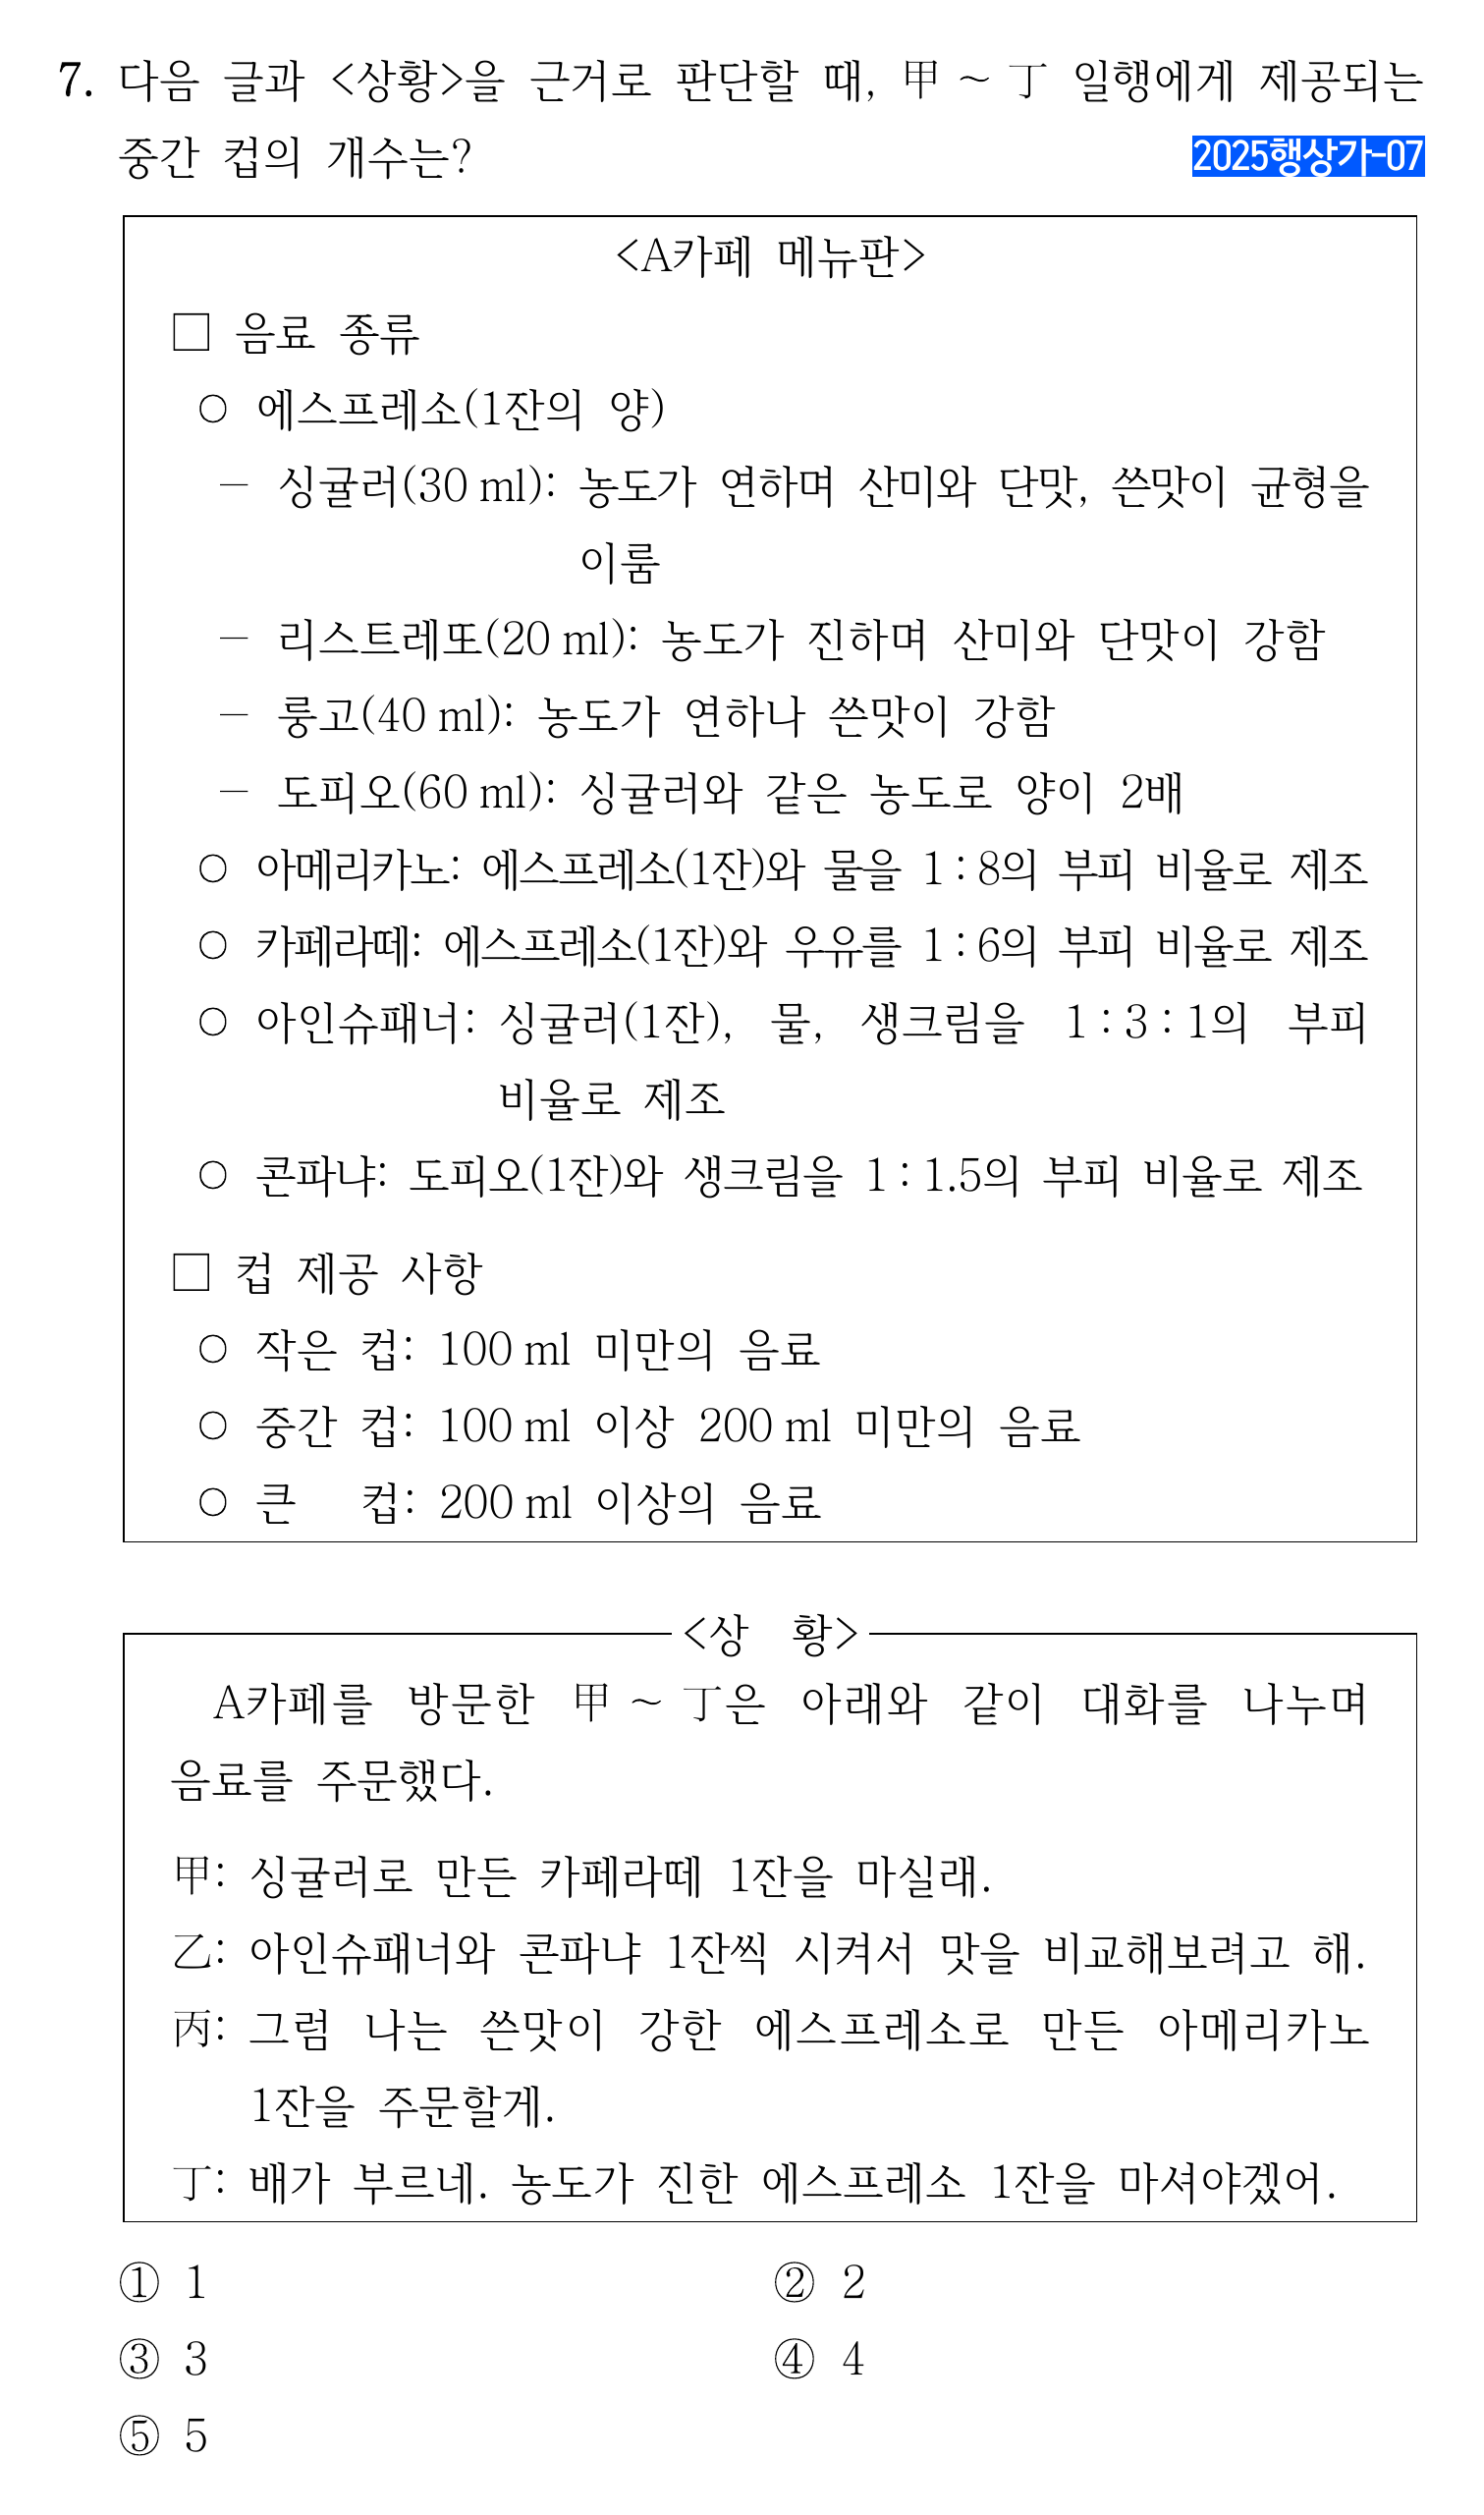 7. 다음 글과 <상황>을 근거로 판단할 때, 甲 ~ 丁 일행에게 제공되는
중간 컵의 개수는?
2025행상가-07
<A카페 메뉴판>
□ 음료 종류
○ 에스프레소(1잔의 양)
－ 싱귤러(30 ml): 농도가 연하며 산미와 단맛, 쓴맛이 균형을
이룸
－ 리스트레또(20 ml): 농도가 진하며 산미와 단맛이 강함
－ 룽고(40 ml): 농도가 연하나 쓴맛이 강함
－ 도피오(60 ml): 싱귤러와 같은 농도로 양이 2배
○ 아메리카노: 에스프레소(1잔)와 물을 1 : 8의 부피 비율로 제조
○ 카페라떼: 에스프레소(1잔)와 우유를 1 : 6의 부피 비율로 제조
○ 아인슈패너: 싱귤러(1잔), 물, 생크림을 1 : 3 : 1의 부피
비율로 제조
○ 콘파냐: 도피오(1잔)와 생크림을 1 : 1.5의 부피 비율로 제조
□ 컵 제공 사항
○ 작은 컵: 100 ml 미만의 음료
○ 중간 컵: 100 ml 이상 200 ml 미만의 음료
○ 큰 컵: 200 ml 이상의 음료
<상 황>
A카페를 방문한 甲 ~ 丁은 아래와 같이 대화를 나누며
음료를 주문했다.
甲: 싱귤러로 만든 카페라떼 1잔을 마실래.
乙: 아인슈패너와 콘파냐 1잔씩 시켜서 맛을 비교해보려고 해.
丙: 그럼 나는 쓴맛이 강한 에스프레소로 만든 아메리카노
1잔을 주문할게.
丁: 배가 부르네. 농도가 진한 에스프레소 1잔을 마셔야겠어.
① 1 ② 2
③ 3 ④ 4
⑤ 5